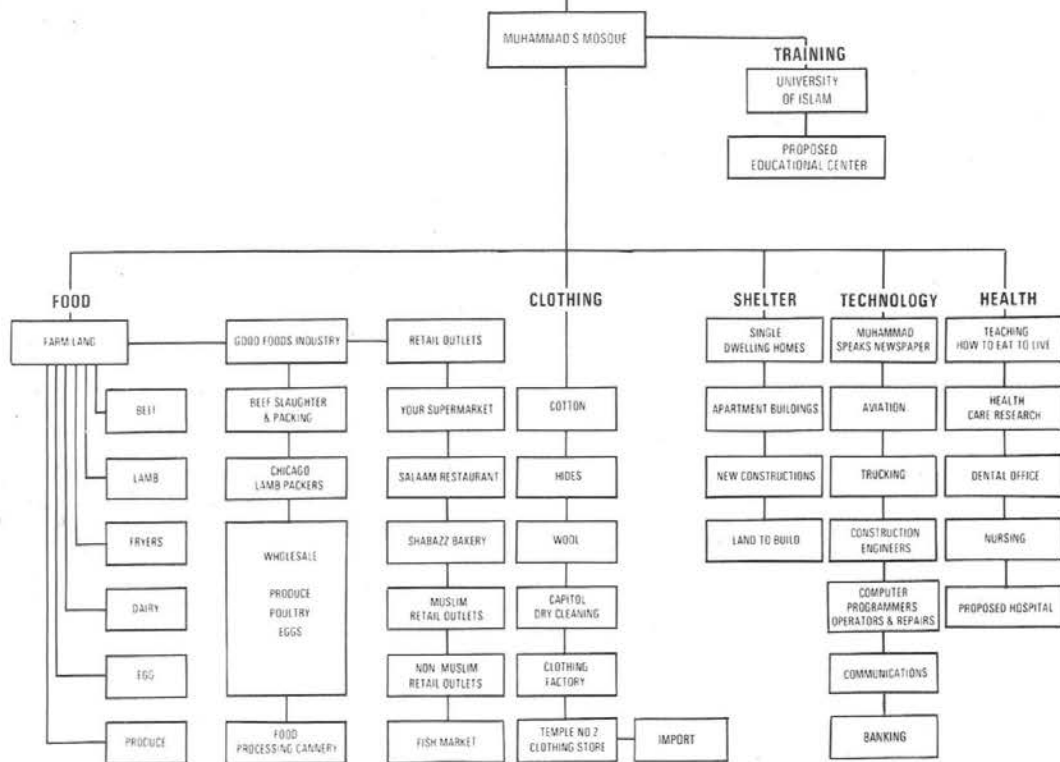 MUHAMMAD'S MOSQUE
TRAINING
UNIVERSITY
OF ISLAM
PROPOSED
EDUCATIONAL CENTER
FOOD
FARM LAND
BEEF
LAMB
FRYERS
DAIRY
EGG
PRODUCE
GOOD FOODS INDUSTRY
BEEF SLAUGHTER
& PACKING
CHICAGO
LAMB PACKERS
WHOLESALE
PRODUCE
POULTRY
EGGS
FOOD
PROCESSING CANNERY
RETAIL OUTLETS
YOUR SUPERMARKET
SALAAM RESTAURANT
SHABAZZ BAKERY
MUSLIM
RETAIL OUTLETS
NON MUSLIM
RETAIL OUTLETS
FISH MARKET
CLOTHING
COTTON
HIDES
WOOL
CAPITOL
DRY CLEANING
CLOTHING
FACTORY
TEMPLE NO 2
CLOTHING STORE
IMPORT
SHELTER
SINGLE
DWELLING HOMES
APARTMENT BUILDINGS
NEW CONSTRUCTIONS
LAND TO BUILD
TECHNOLOGY
MUHAMMAD
SPEAKS NEWSPAPER
AVIATION
TRUCKING
CONSTRUCTION
ENGINEERS
COMPUTER
PROGRAMMERS
OPERATORS & REPAIRS
COMMUNICATIONS
BANKING
HEALTH
TEACHING
HOW TO EAT TO LIVE
HEALTH
CARE RESEARCH
DENTAL OFFICE
NURSING
PROPOSED HOSPITAL